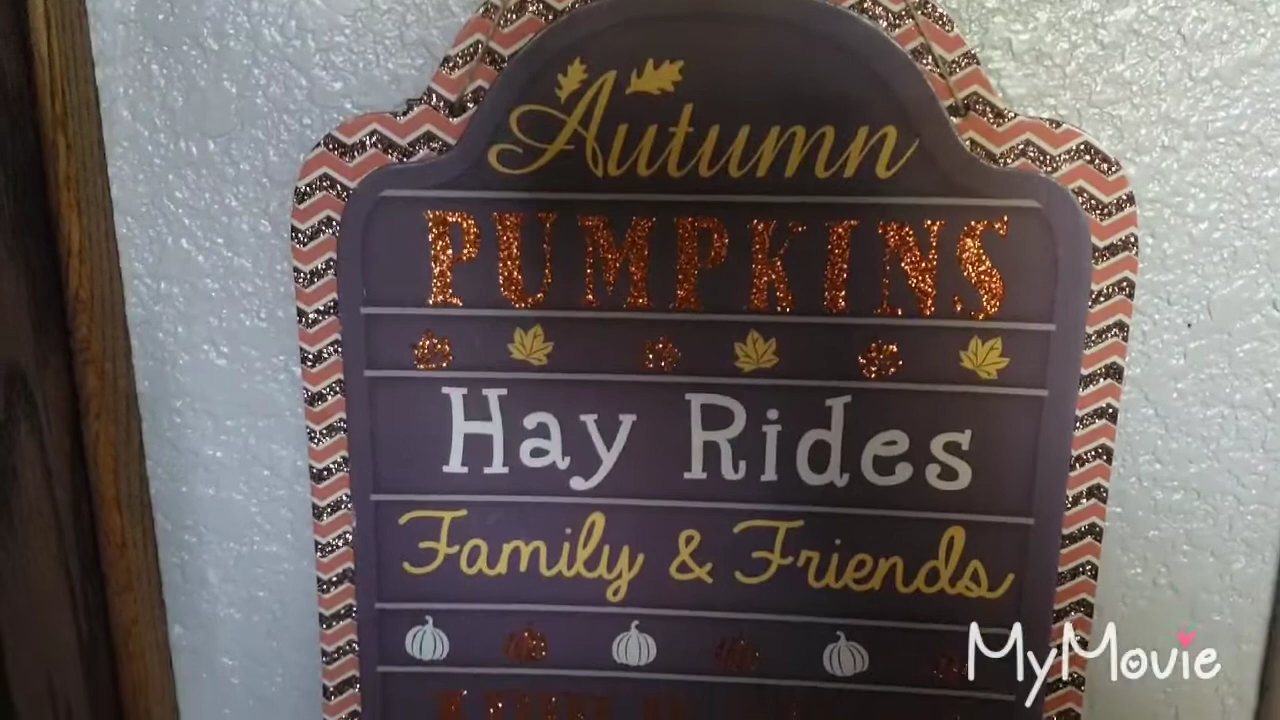 Autumn
PUMPKINS
Hay Rides
Family & Friends
MyMovie